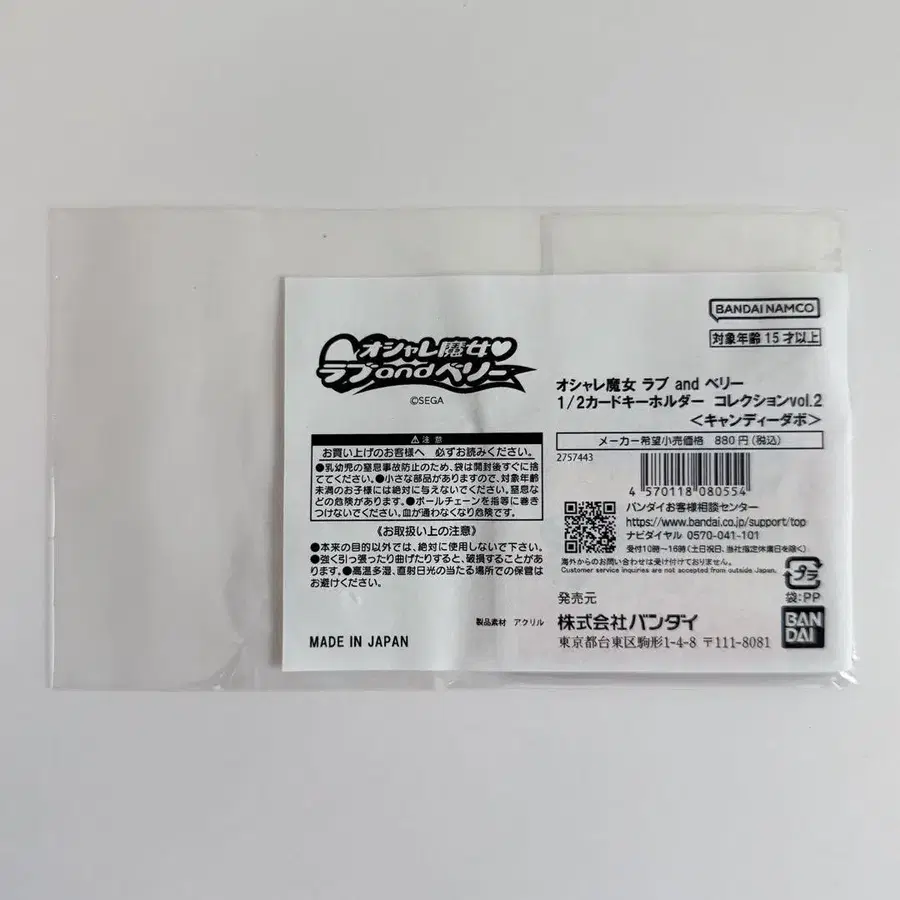 オシャレ魔女♥
ラブandベリー
©SEGA
⚠注意
お買い上げのお客様へ 必ずお読みください。
●乳幼児の窒息事故防止のため、袋は開封後すぐに捨
ててください。●小さな部品がありますので、対象年齢
未満のお子様には絶対に与えないでください。窒息など
の危険があります。●ボールチェーンを指等に巻き
つけないでください。血が通わなくなり危険です。
《お取扱い上の注意》
●本来の目的以外では、絶対に使用しないで下さい。
●強く引っ張ったり曲げたりすると、破損することがあ
ります。●高温多湿、直射日光の当たる場所での保管は
お避けください。
製品素材 アクリル
MADE IN JAPAN
BANDAI NAMCO
対象年齢15才以上
オシャレ魔女 ラブ and ベリー
1/2カードキーホルダー コレクションvol.2
<キャンディーダボ>
メーカー希望小売価格 880円(税込)
2757443
4 570118 080554
バンダイお客様相談センター
https://www.bandai.co.jp/support/top
ナビダイヤル 0570-041-101
受付10時〜16時(土日祝日、当社指定休業日を除く)
海外からのお問い合わせは受け付けておりません。
Customer service inquiries are not accepted from outside Japan.
プラ
袋:PP
発売元
株式会社バンダイ
東京都台東区駒形1-4-8 〒111-8081
BANDAI